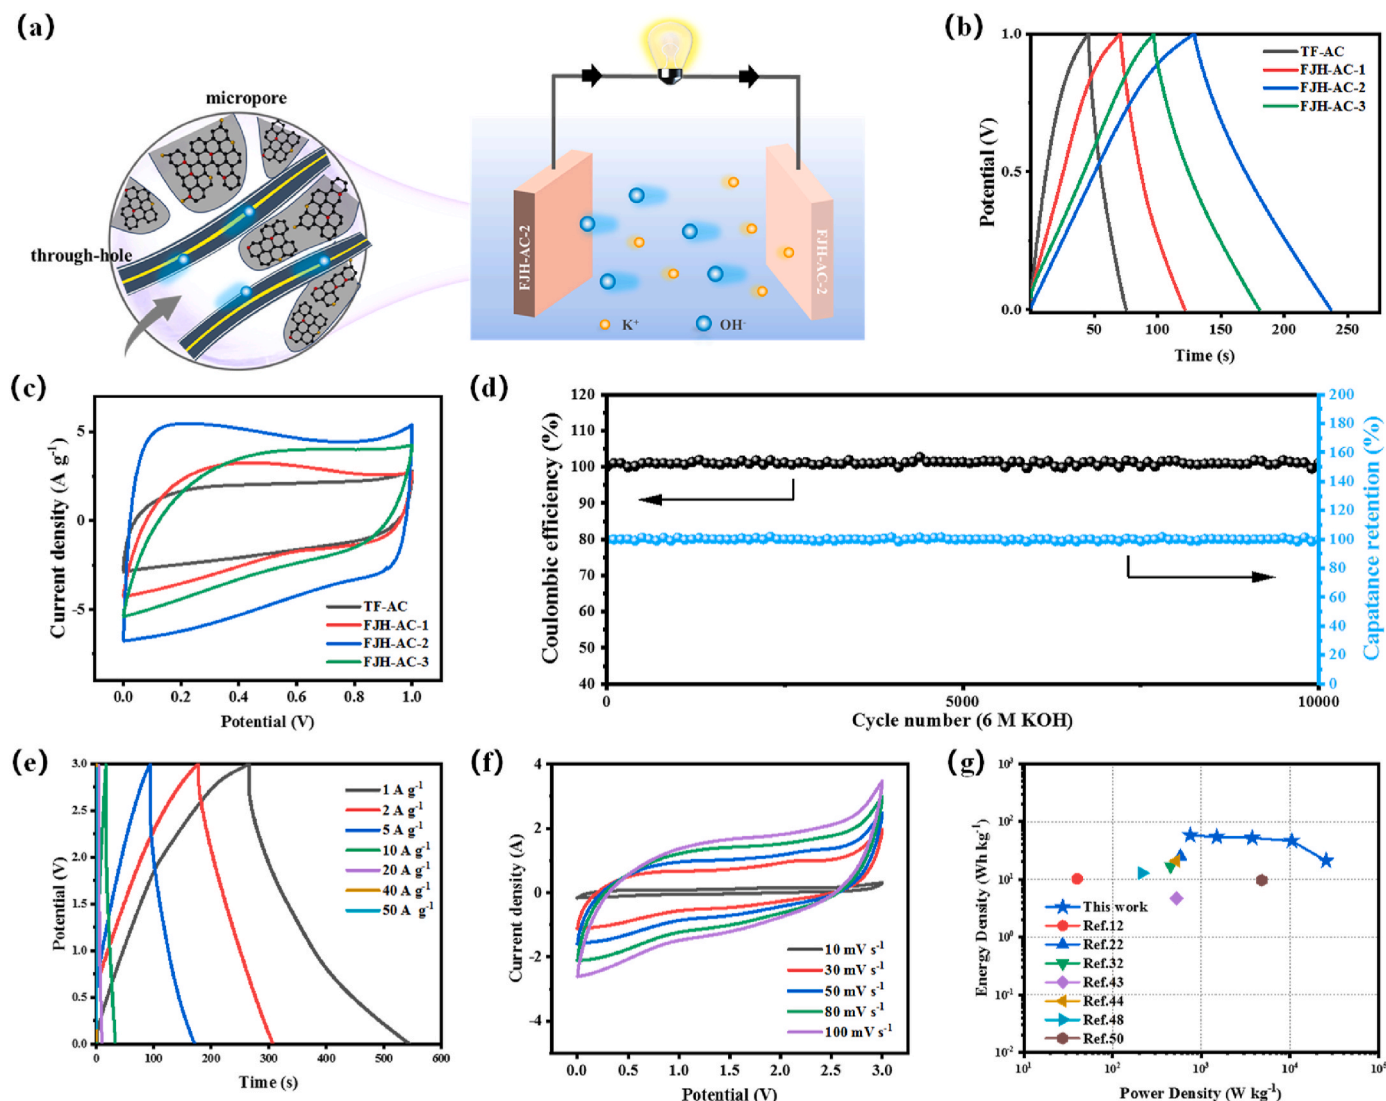 (a)
micropore
through-hole
FJH-AC-2
FJH-AC-2
K⁺
OH⁻
(b)
Potential (V)
1.0
0.5
0.0
50
100
150
200
250
Time (s)
TF-AC
FJH-AC-1
FJH-AC-2
FJH-AC-3
(c)
Current density (A g⁻¹)
5
0
-5
0.0
0.2
0.4
0.6
0.8
1.0
Potential (V)
TF-AC
FJH-AC-1
FJH-AC-2
FJH-AC-3
(d)
Coulombic efficiency (%)
120
110
100
90
80
70
60
50
40
0
5000
10000
Cycle number (6 M KOH)
200
180
160
140
120
100
80
60
40
20
0
Capatance retention (%)
(e)
Potential (V)
3.0
2.5
2.0
1.5
1.0
0.5
0.0
0
100
200
300
400
500
600
Time (s)
1 A g⁻¹
2 A g⁻¹
5 A g⁻¹
10 A g⁻¹
20 A g⁻¹
40 A g⁻¹
50 A g⁻¹
(f)
Current density (A)
4
2
0
-2
-4
0.0
0.5
1.0
1.5
2.0
2.5
3.0
Potential (V)
10 mV s⁻¹
30 mV s⁻¹
50 mV s⁻¹
80 mV s⁻¹
100 mV s⁻¹
(g)
Energy Density (Wh kg⁻¹)
10³
10²
10¹
10⁰
10⁻¹
10⁻²
10¹
10²
10³
10⁴
10⁵
Power Density (W kg⁻¹)
This work
Ref.12
Ref.22
Ref.32
Ref.43
Ref.44
Ref.48
Ref.50